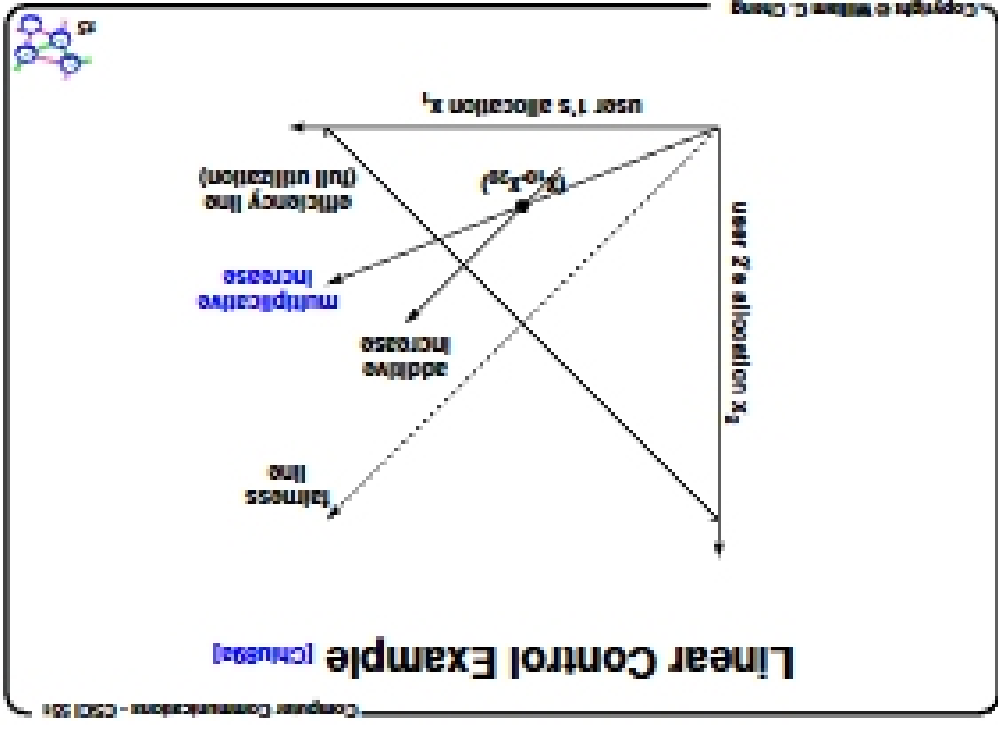 Computer Communications - CSCI 551
Linear Control Example [Chiu89a]
fairness
line
additive
increase
multiplicative
increase
efficiency line
(full utilization)
(x₁₀,x₂₀)
user 2's allocation x₂
user 1's allocation x₁
Copyright © William C. Cheng